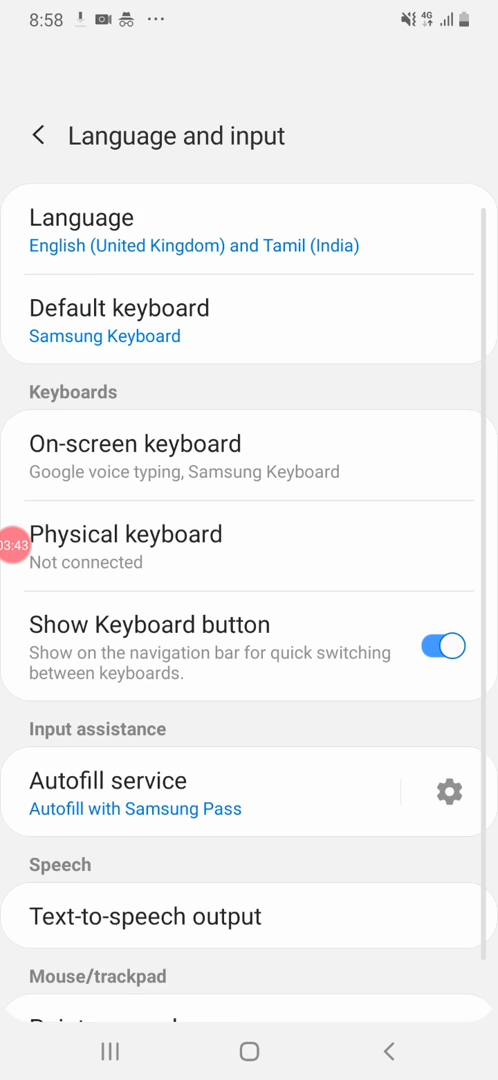 8:58
4G
Language and input
Language
English (United Kingdom) and Tamil (India)
Default keyboard
Samsung Keyboard
Keyboards
On-screen keyboard
Google voice typing, Samsung Keyboard
Physical keyboard
03:43
Not connected
Show Keyboard button
Show on the navigation bar for quick switching
between keyboards.
Input assistance
Autofill service
Autofill with Samsung Pass
Speech
Text-to-speech output
Mouse/trackpad